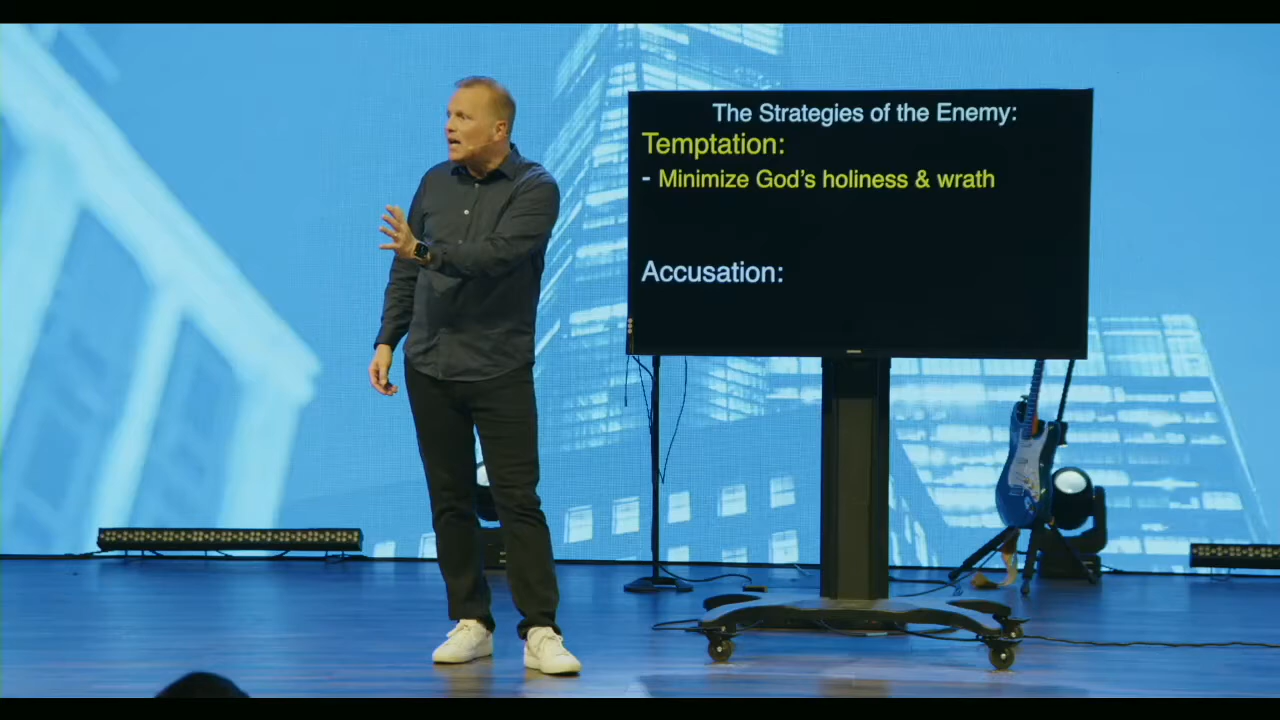 The Strategies of the Enemy:
Temptation:
- Minimize God's holiness & wrath
Accusation: